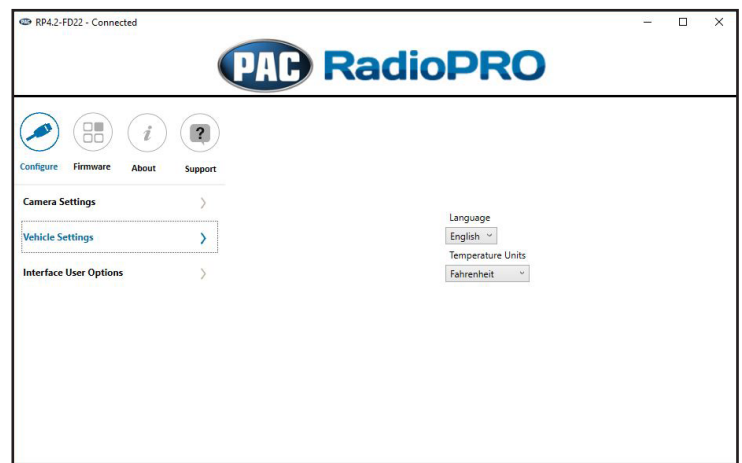 RP4.2-FD22 - Connected
PAC RadioPRO
Configure Firmware About Support
Camera Settings
Vehicle Settings
Interface User Options
Language
English
Temperature Units
Fahrenheit